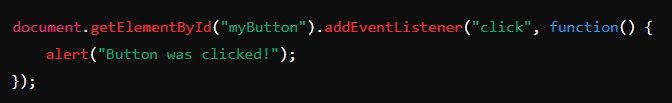 document.getElementById("myButton").addEventListener("click", function() {
    alert("Button was clicked!");
});